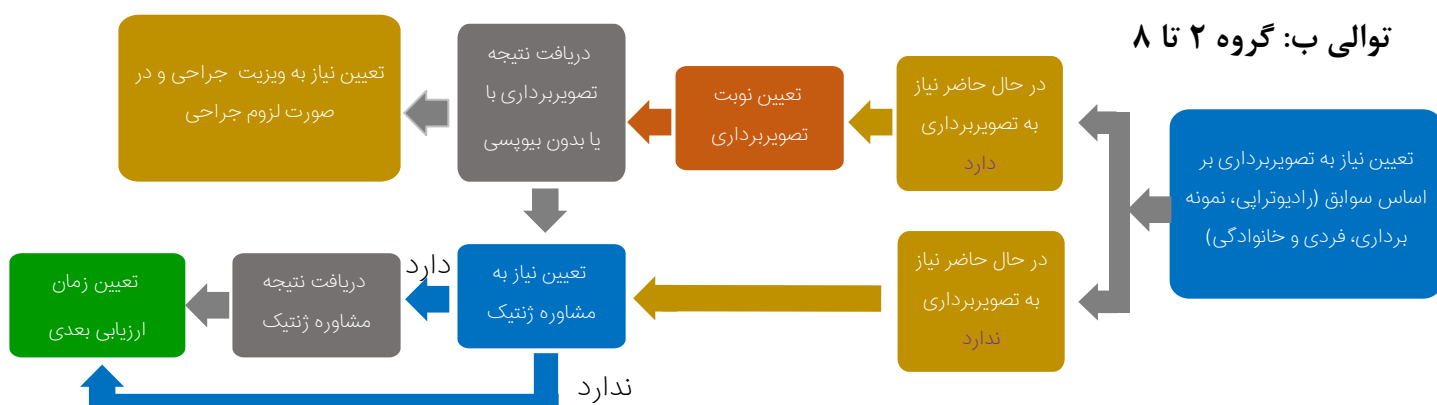 توالی ب: گروه ۲ تا ۸
تعیین نیاز به تصویربرداری بر
اساس سوابق (رادیوتراپی، نمونه
برداری، فردی و خانوادگی)
در حال حاضر نیاز
به تصویربرداری
دارد
تعیین نوبت
تصویربرداری
دریافت نتیجه
تصویربرداری با
یا بدون بیوپسی
تعیین نیاز به ویزیت جراحی و در
صورت لزوم جراحی
در حال حاضر نیاز
به تصویربرداری
ندارد
تعیین نیاز به
مشاوره ژنتیک
دارد
دریافت نتیجه
مشاوره ژنتیک
تعیین زمان
ارزیابی بعدی
ندارد